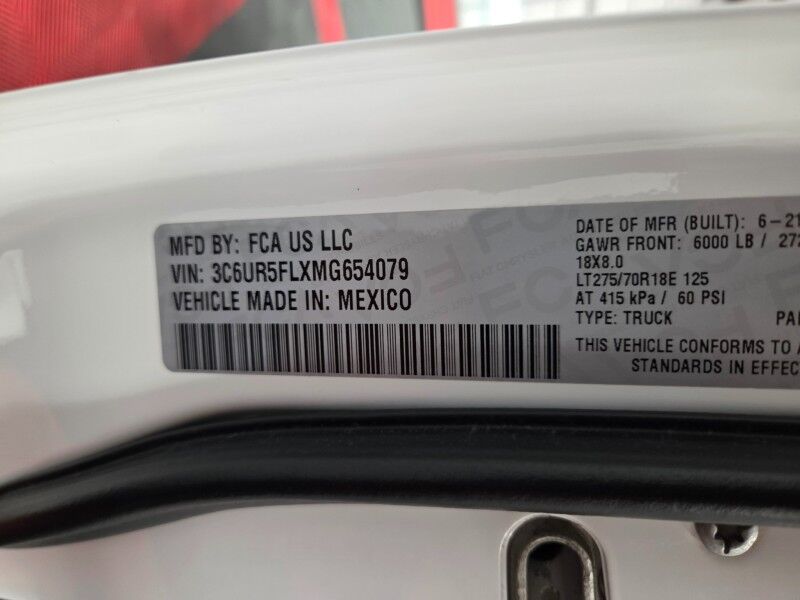 MFD BY: FCA US LLC
VIN: 3C6UR5FLXMG654079
VEHICLE MADE IN: MEXICO
DATE OF MFR (BUILT): 6-21
GAWR FRONT: 6000 LB / 272
18X8.0
LT275/70R18E 125
AT 415 kPa / 60 PSI
TYPE: TRUCK
THIS VEHICLE CONFORMS TO A
STANDARDS IN EFFEC